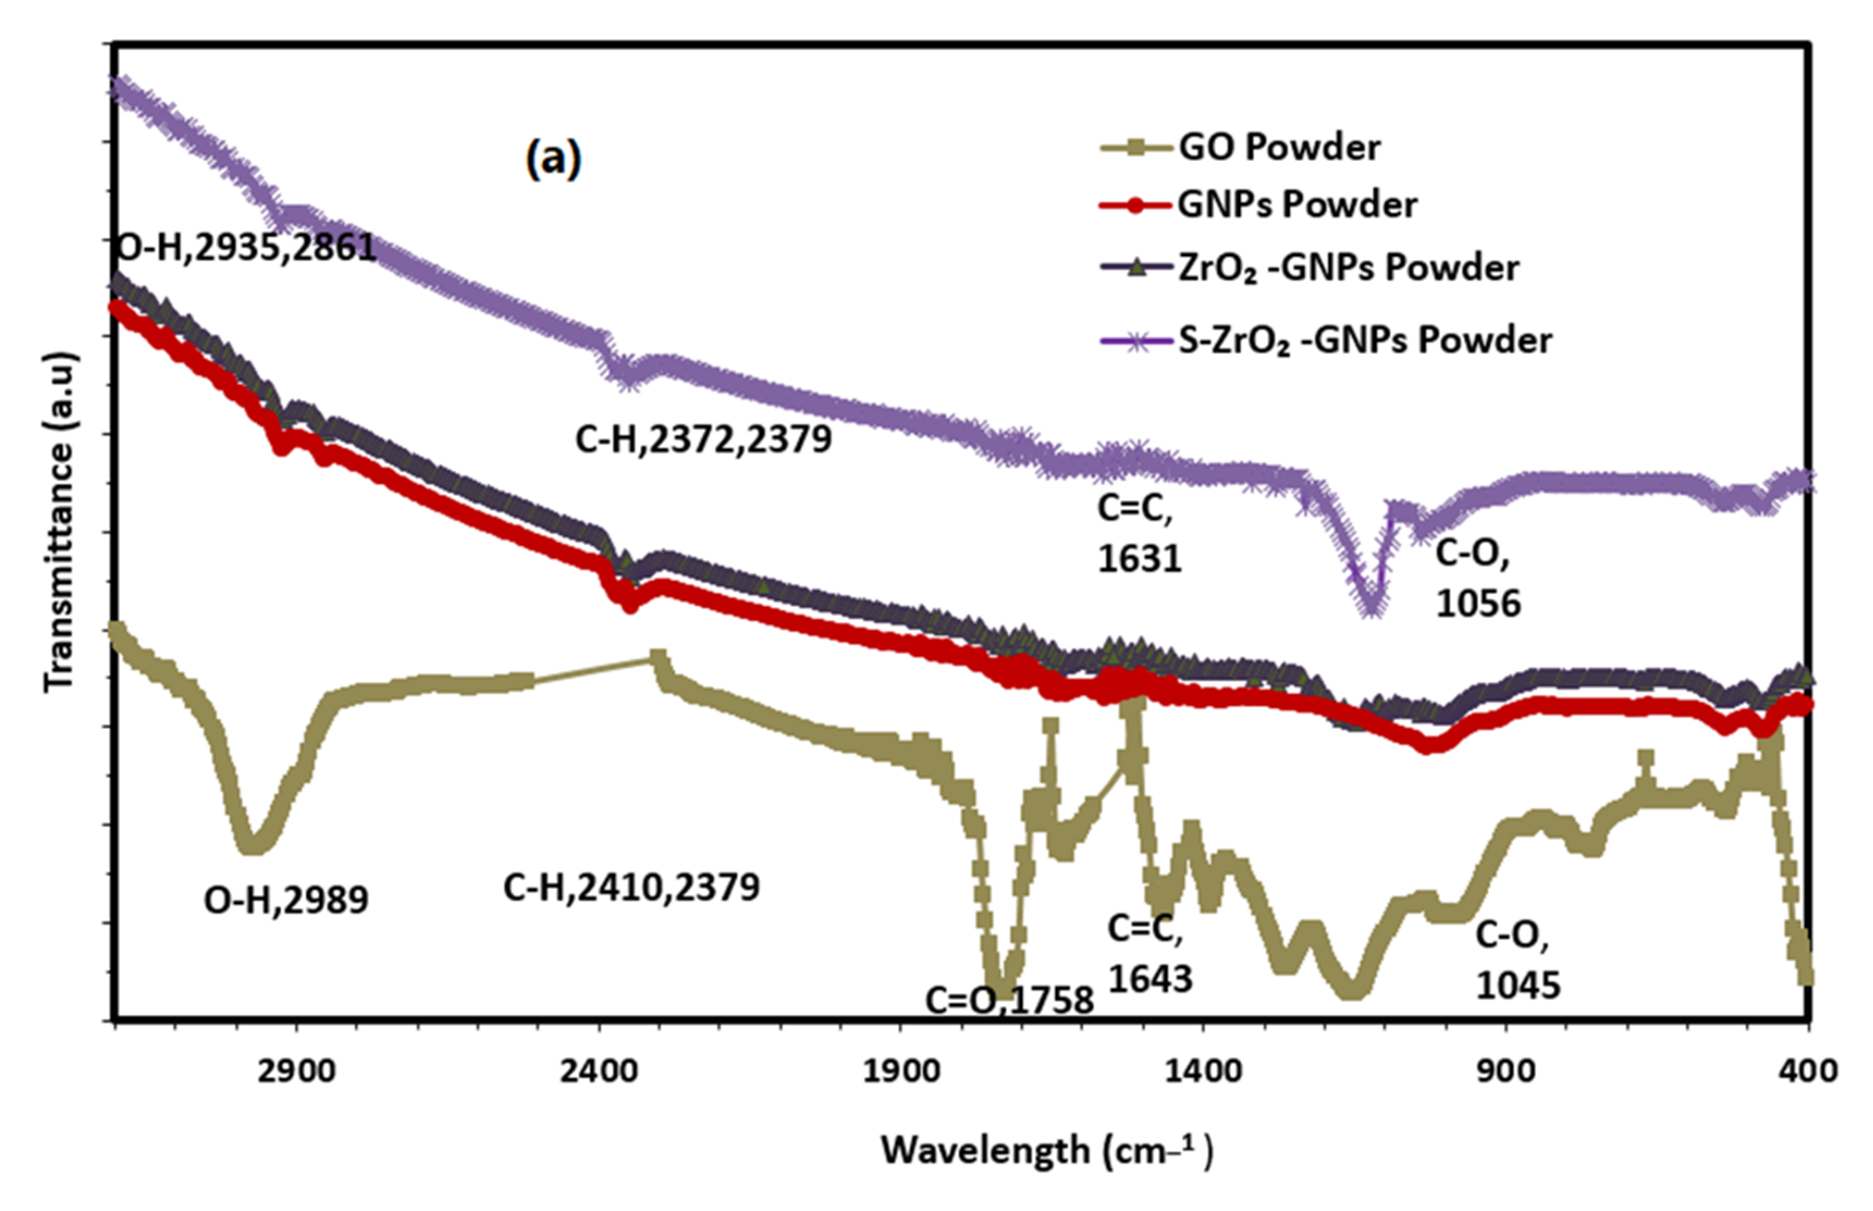 (a)
GO Powder
GNPs Powder
ZrO₂ -GNPs Powder
S-ZrO₂ -GNPs Powder
O-H,2935,2861
C-H,2372,2379
C=C,
1631
C-O,
1056
O-H,2989
C-H,2410,2379
C=O,1758
C=C,
1643
C-O,
1045
Transmittance (a.u)
2900 2400 1900 1400 900 400
Wavelength (cm⁻¹ )